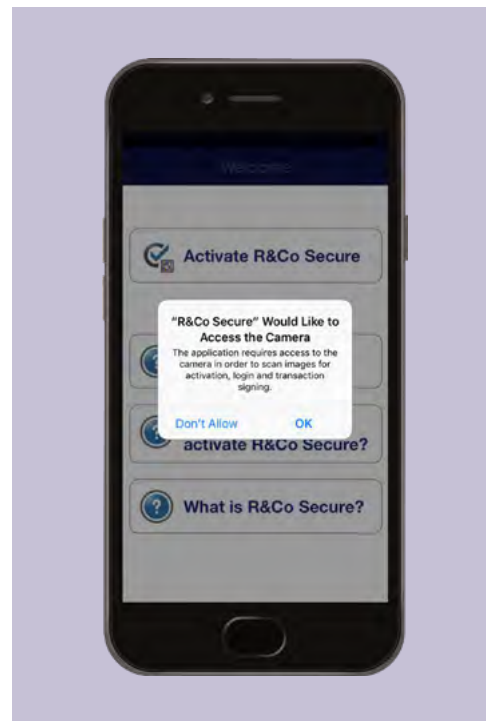 Welcome
Activate R&Co Secure
"R&Co Secure" Would Like to
Access the Camera
The application requires access to the
camera in order to scan images for
activation, login and transaction
signing.
Don't Allow
OK
activate R&Co Secure?
What is R&Co Secure?